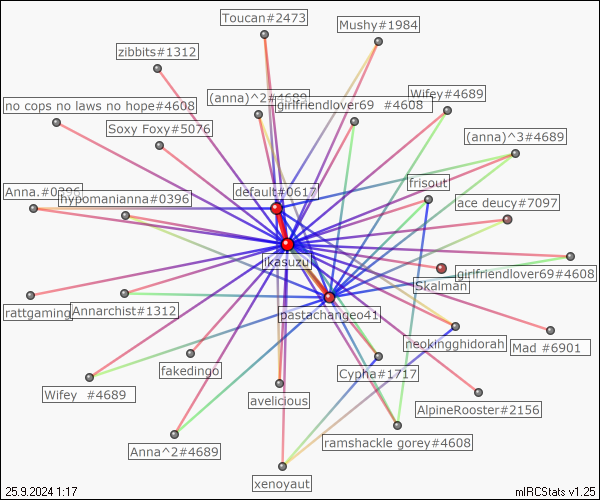 Toucan#2473
Mushy#1984
zibbits#1312
(anna)^2#4689
Wifey#4689
no cops no laws no hope#4608
girlfriendlover69 #4608
Soxy Foxy#5076
(anna)^3#4689
Anna.#0396
hypomanianna#0396
default#0617
frisout
ace deucy#7097
kasuzu
Skalman
girlfriendlover69#4608
rattgaming
Annarchist#1312
pastachangeo41
neokingghidorah
Mad #6901
fakedingo
Cypha#1717
Wifey #4689
avelicious
AlpineRooster#2156
Anna^2#4689
ramshackle gorey#4608
xenoyaut
25.9.2024 1:17
mIRCStats v1.25